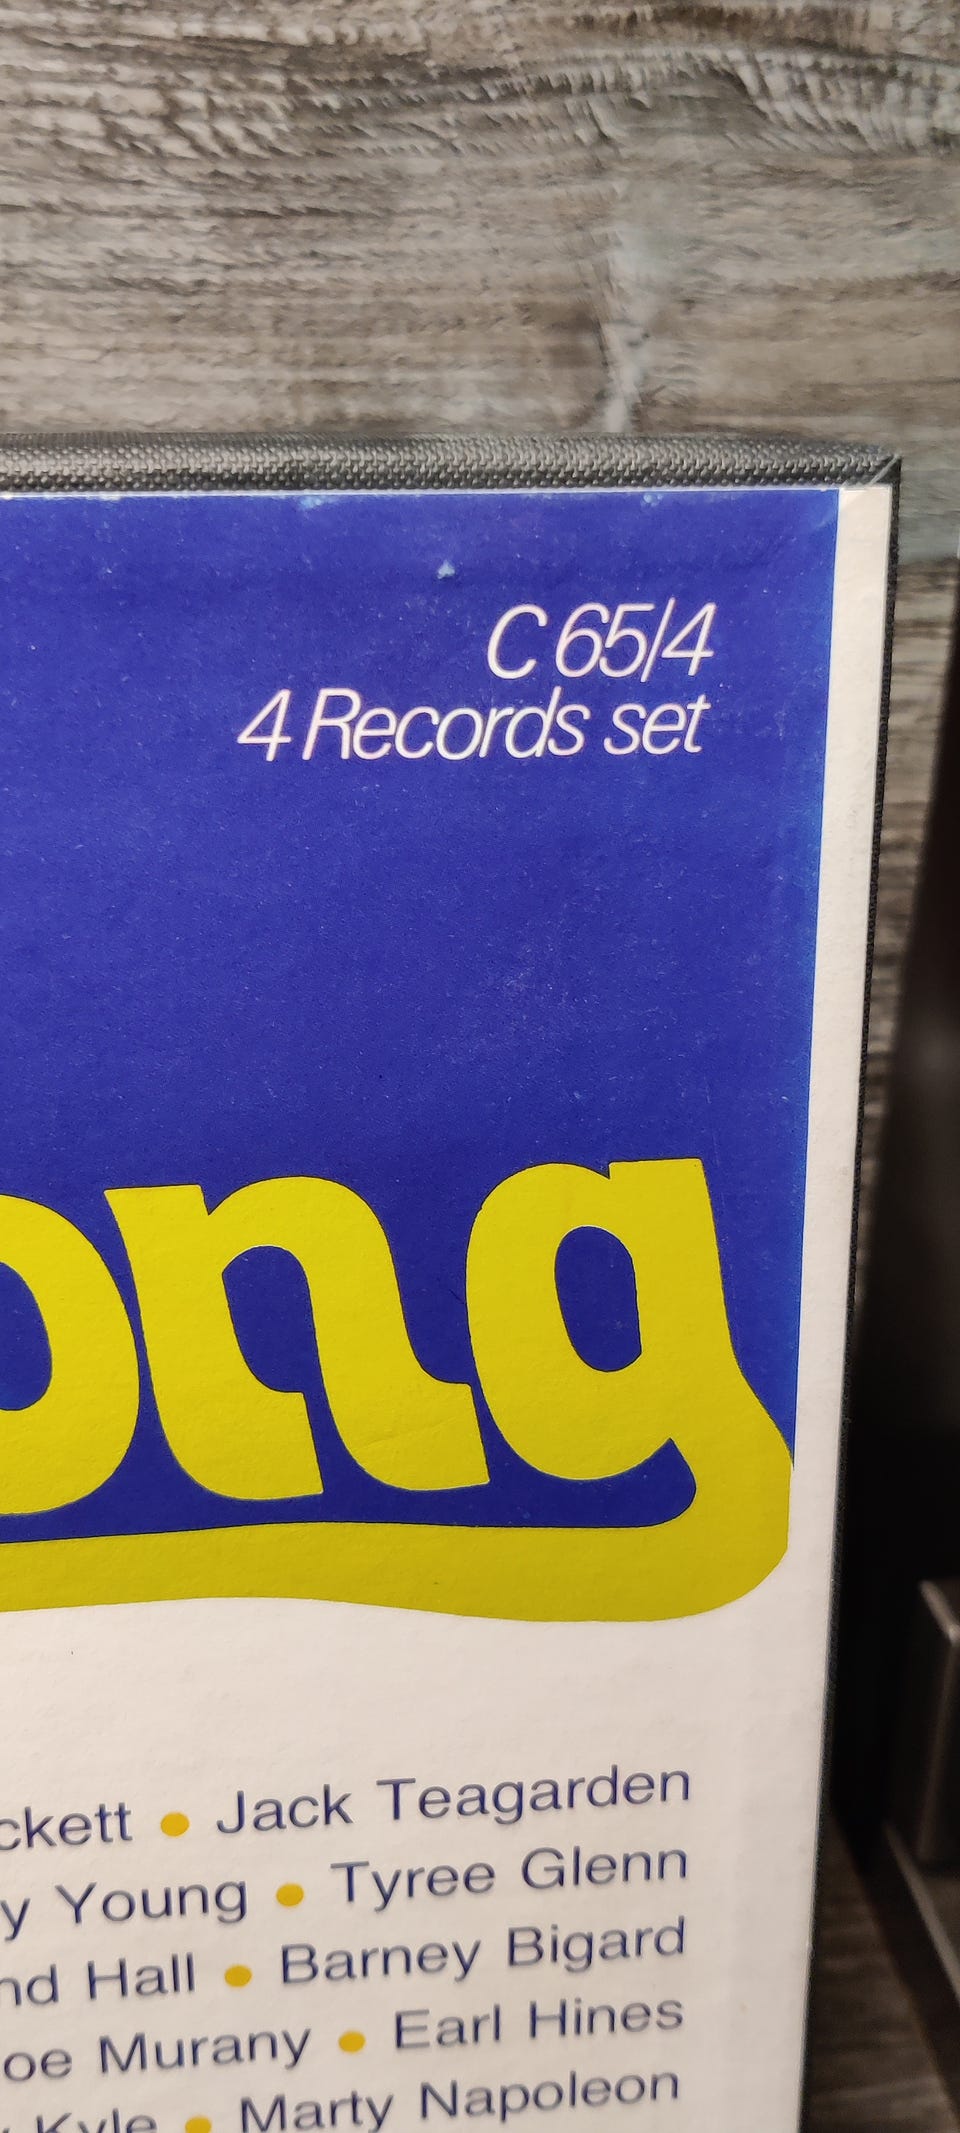 C 65/4
4 Records set
ong
ckett • Jack Teagarden
y Young • Tyree Glenn
nd Hall • Barney Bigard
oe Murany • Earl Hines
y Kyle • Marty Napoleon